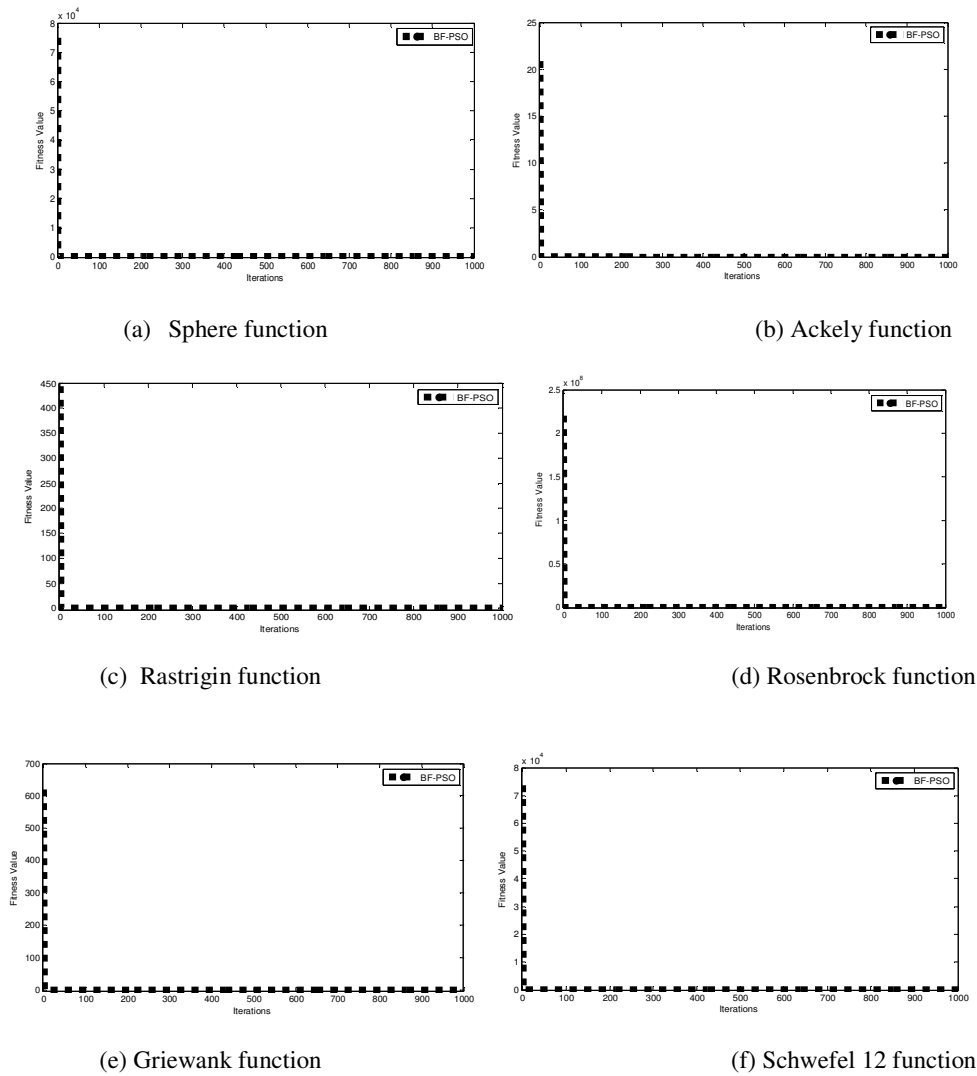 x 10^4
8
7
6
5
4
3
2
1
0
Fitness Value
BF-PSO
0 100 200 300 400 500 600 700 800 900 1000
Iterations
(a) Sphere function
25
20
15
10
5
0
Fitness Value
BF-PSO
0 100 200 300 400 500 600 700 800 900 1000
Iterations
(b) Ackely function
450
400
350
300
250
200
150
100
50
0
Fitness Value
BF-PSO
0 100 200 300 400 500 600 700 800 900 1000
Iterations
(c) Rastrigin function
x 10^8
2.5
2
1.5
1
0.5
0
Fitness Value
BF-PSO
0 100 200 300 400 500 600 700 800 900 1000
Iterations
(d) Rosenbrock function
700
600
500
400
300
200
100
0
Fitness Value
BF-PSO
0 100 200 300 400 500 600 700 800 900 1000
Iterations
(e) Griewank function
x 10^4
8
7
6
5
4
3
2
1
0
Fitness Value
BF-PSO
0 100 200 300 400 500 600 700 800 900 1000
Iterations
(f) Schwefel 12 function